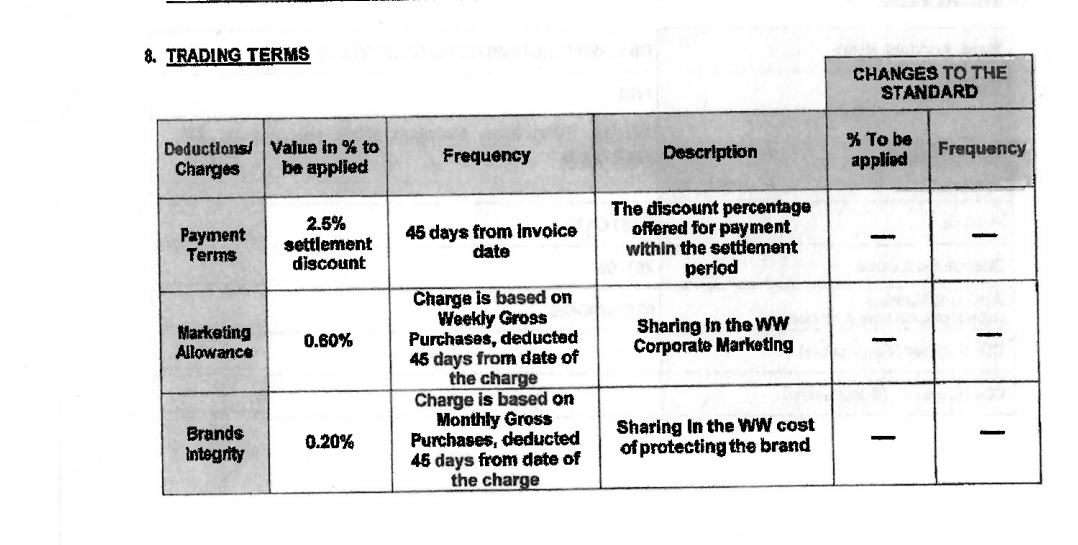 8. TRADING TERMS
CHANGES TO THE
STANDARD
Deductions/
Charges
Value in % to
be applied
Frequency
Description
% To be
applied
Frequency
Payment
Terms
2.5%
settlement
discount
45 days from Invoice
date
The discount percentage
offered for payment
within the settlement
period
—
—
Marketing
Allowance
0.60%
Charge is based on
Weekly Gross
Purchases, deducted
45 days from date of
the charge
Sharing in the WW
Corporate Marketing
—
—
Brands
Integrity
0.20%
Charge is based on
Monthly Gross
Purchases, deducted
45 days from date of
the charge
Sharing in the WW cost
of protecting the brand
—
—